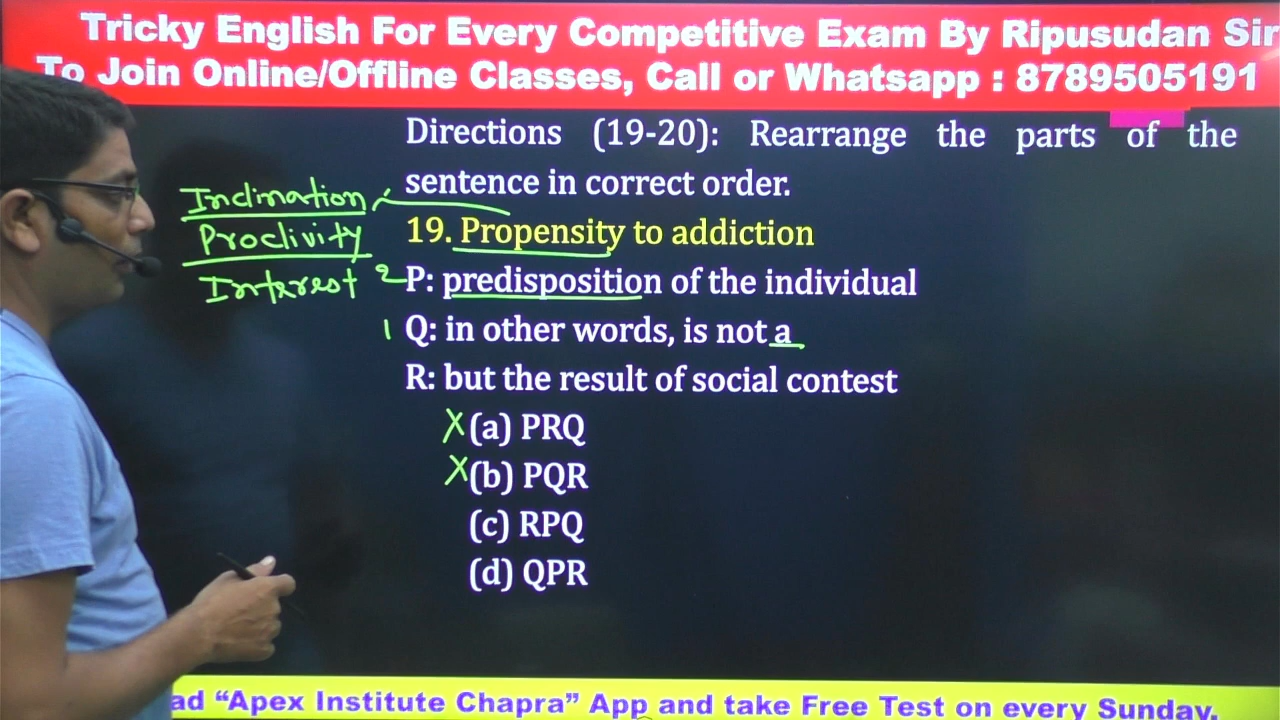 Tricky English For Every Competitive Exam By Ripusudan Sir
To Join Online/Offline Classes, Call or Whatsapp : 8789505191
Directions (19-20): Rearrange the parts of the
sentence in correct order.
Inclination
19. Propensity to addiction
Proclivity
2 P: predisposition of the individual
Interest
1 Q: in other words, is not a
R: but the result of social contest
X (a) PRQ
X (b) PQR
(c) RPQ
(d) QPR
ad “Apex Institute Chapra” App and take Free Test on every Sunday.